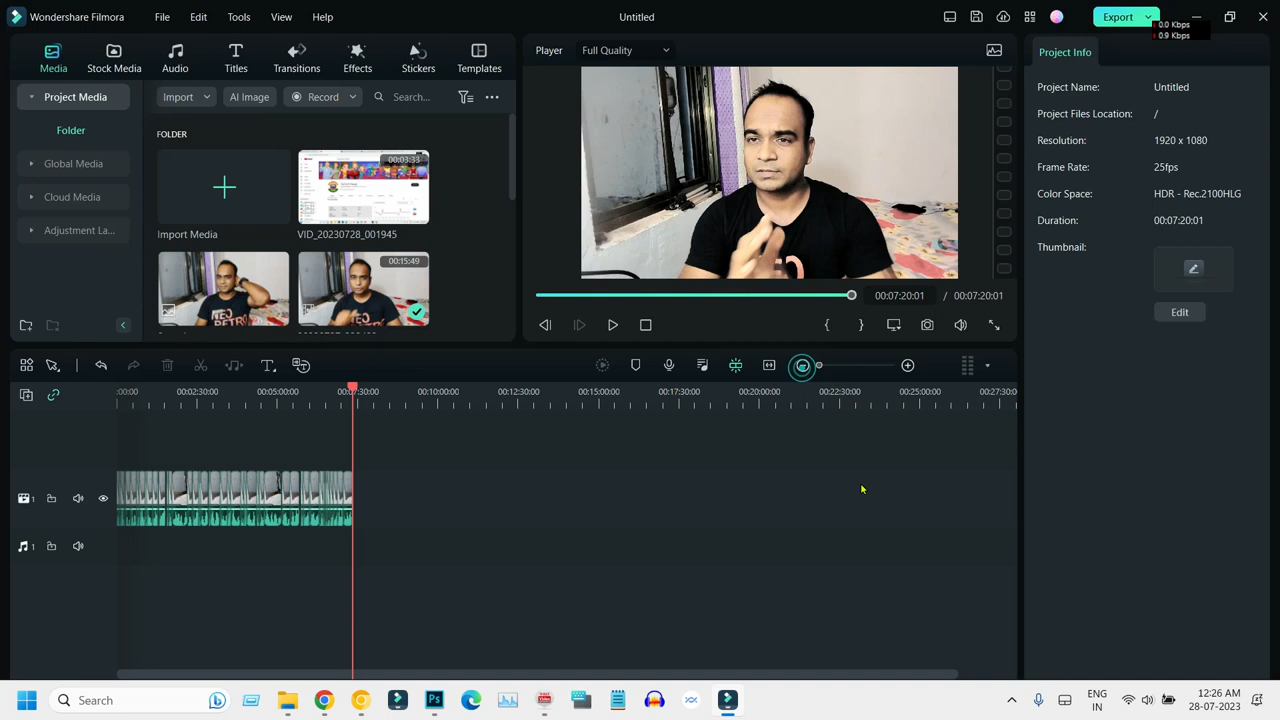 Wondershare Filmora
File
Edit
Tools
View
Help
Untitled
Export
0.0 Kbps
0.9 Kbps
Media
Stock Media
Audio
Titles
Transitions
Effects
Stickers
Templates
Player
Full Quality
Project Info
Project Media
Import
AI Image
Record
Search...
Folder
FOLDER
00:03:33
Import Media
VID_20230728_001945
00:15:49
Project Name: Untitled
Project Files Location: /
Resolution: 1920 x 1080
Frame Rate: 25fps
Color Space: HDR - Rec2100HLG
Duration: 00:07:20:01
Thumbnail:
Edit
Global Media
Cloud Media
Adjustment La...
00:07:20:01 / 00:07:20:01
:00:00 00:02:30:00 00:05:00:00 00:07:30:00 00:10:00:00 00:12:30:00 00:15:00:00 00:17:30:00 00:20:00:00 00:22:30:00 00:25:00:00 00:27:30:0
1
1
Search
Ps
ENG
IN
12:26 AM
28-07-2023